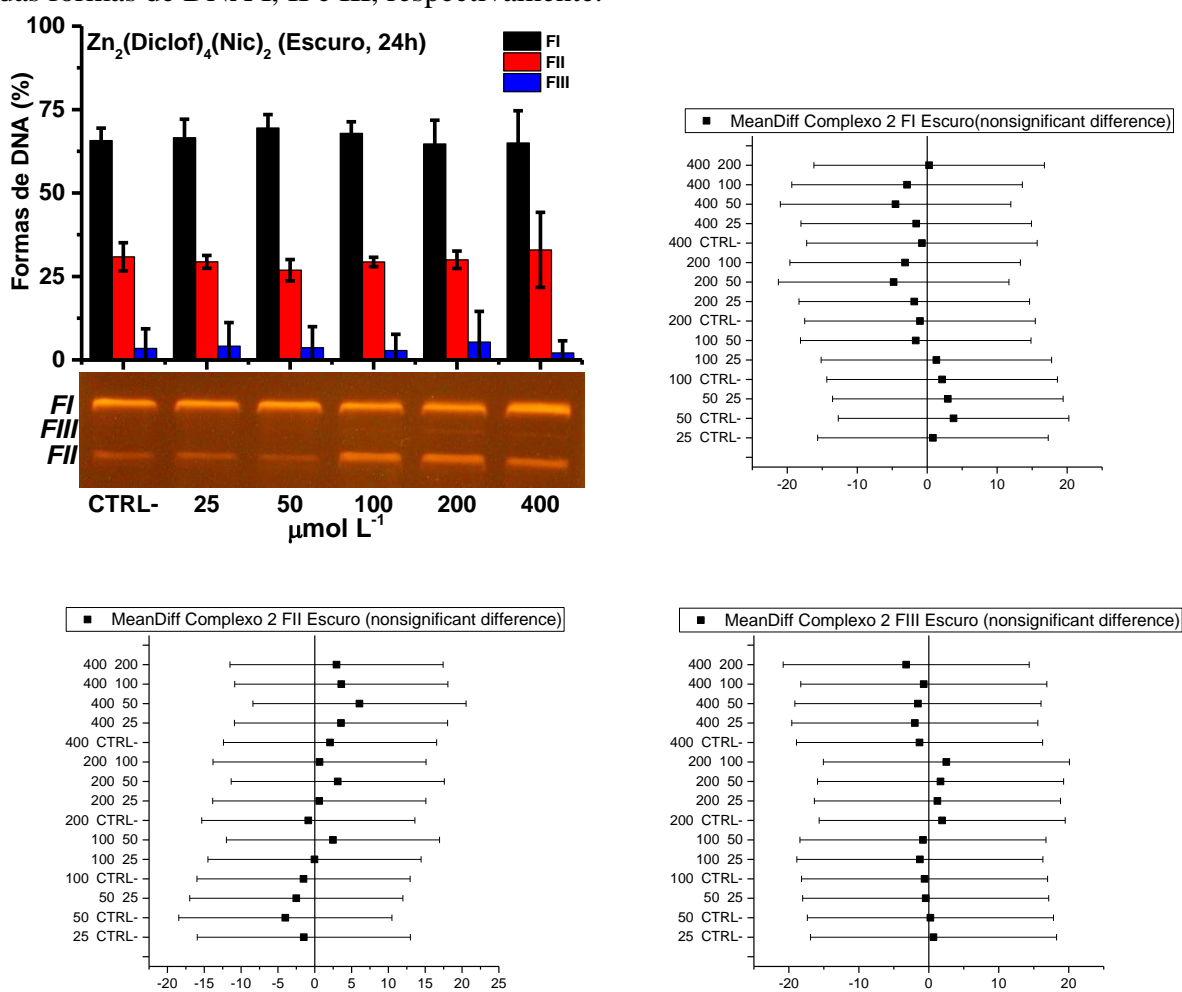 das formas de DNA I, II e III, respectivamente.
Zn2(Diclof)4(Nic)2 (Escuro, 24h)
FI
FII
FIII
Formas de DNA (%)
100
75
50
25
0
FI
FIII
FII
CTRL- 25 50 100 200 400
μmol L-1
MeanDiff Complexo 2 FI Escuro(nonsignificant difference)
400 200
400 100
400 50
400 25
400 CTRL-
200 100
200 50
200 25
200 CTRL-
100 50
100 25
100 CTRL-
50 25
50 CTRL-
25 CTRL-
-20 -10 0 10 20
MeanDiff Complexo 2 FII Escuro (nonsignificant difference)
400 200
400 100
400 50
400 25
400 CTRL-
200 100
200 50
200 25
200 CTRL-
100 50
100 25
100 CTRL-
50 25
50 CTRL-
25 CTRL-
-20 -15 -10 -5 0 5 10 15 20 25
MeanDiff Complexo 2 FIII Escuro (nonsignificant difference)
400 200
400 100
400 50
400 25
400 CTRL-
200 100
200 50
200 25
200 CTRL-
100 50
100 25
100 CTRL-
50 25
50 CTRL-
25 CTRL-
-20 -10 0 10 20